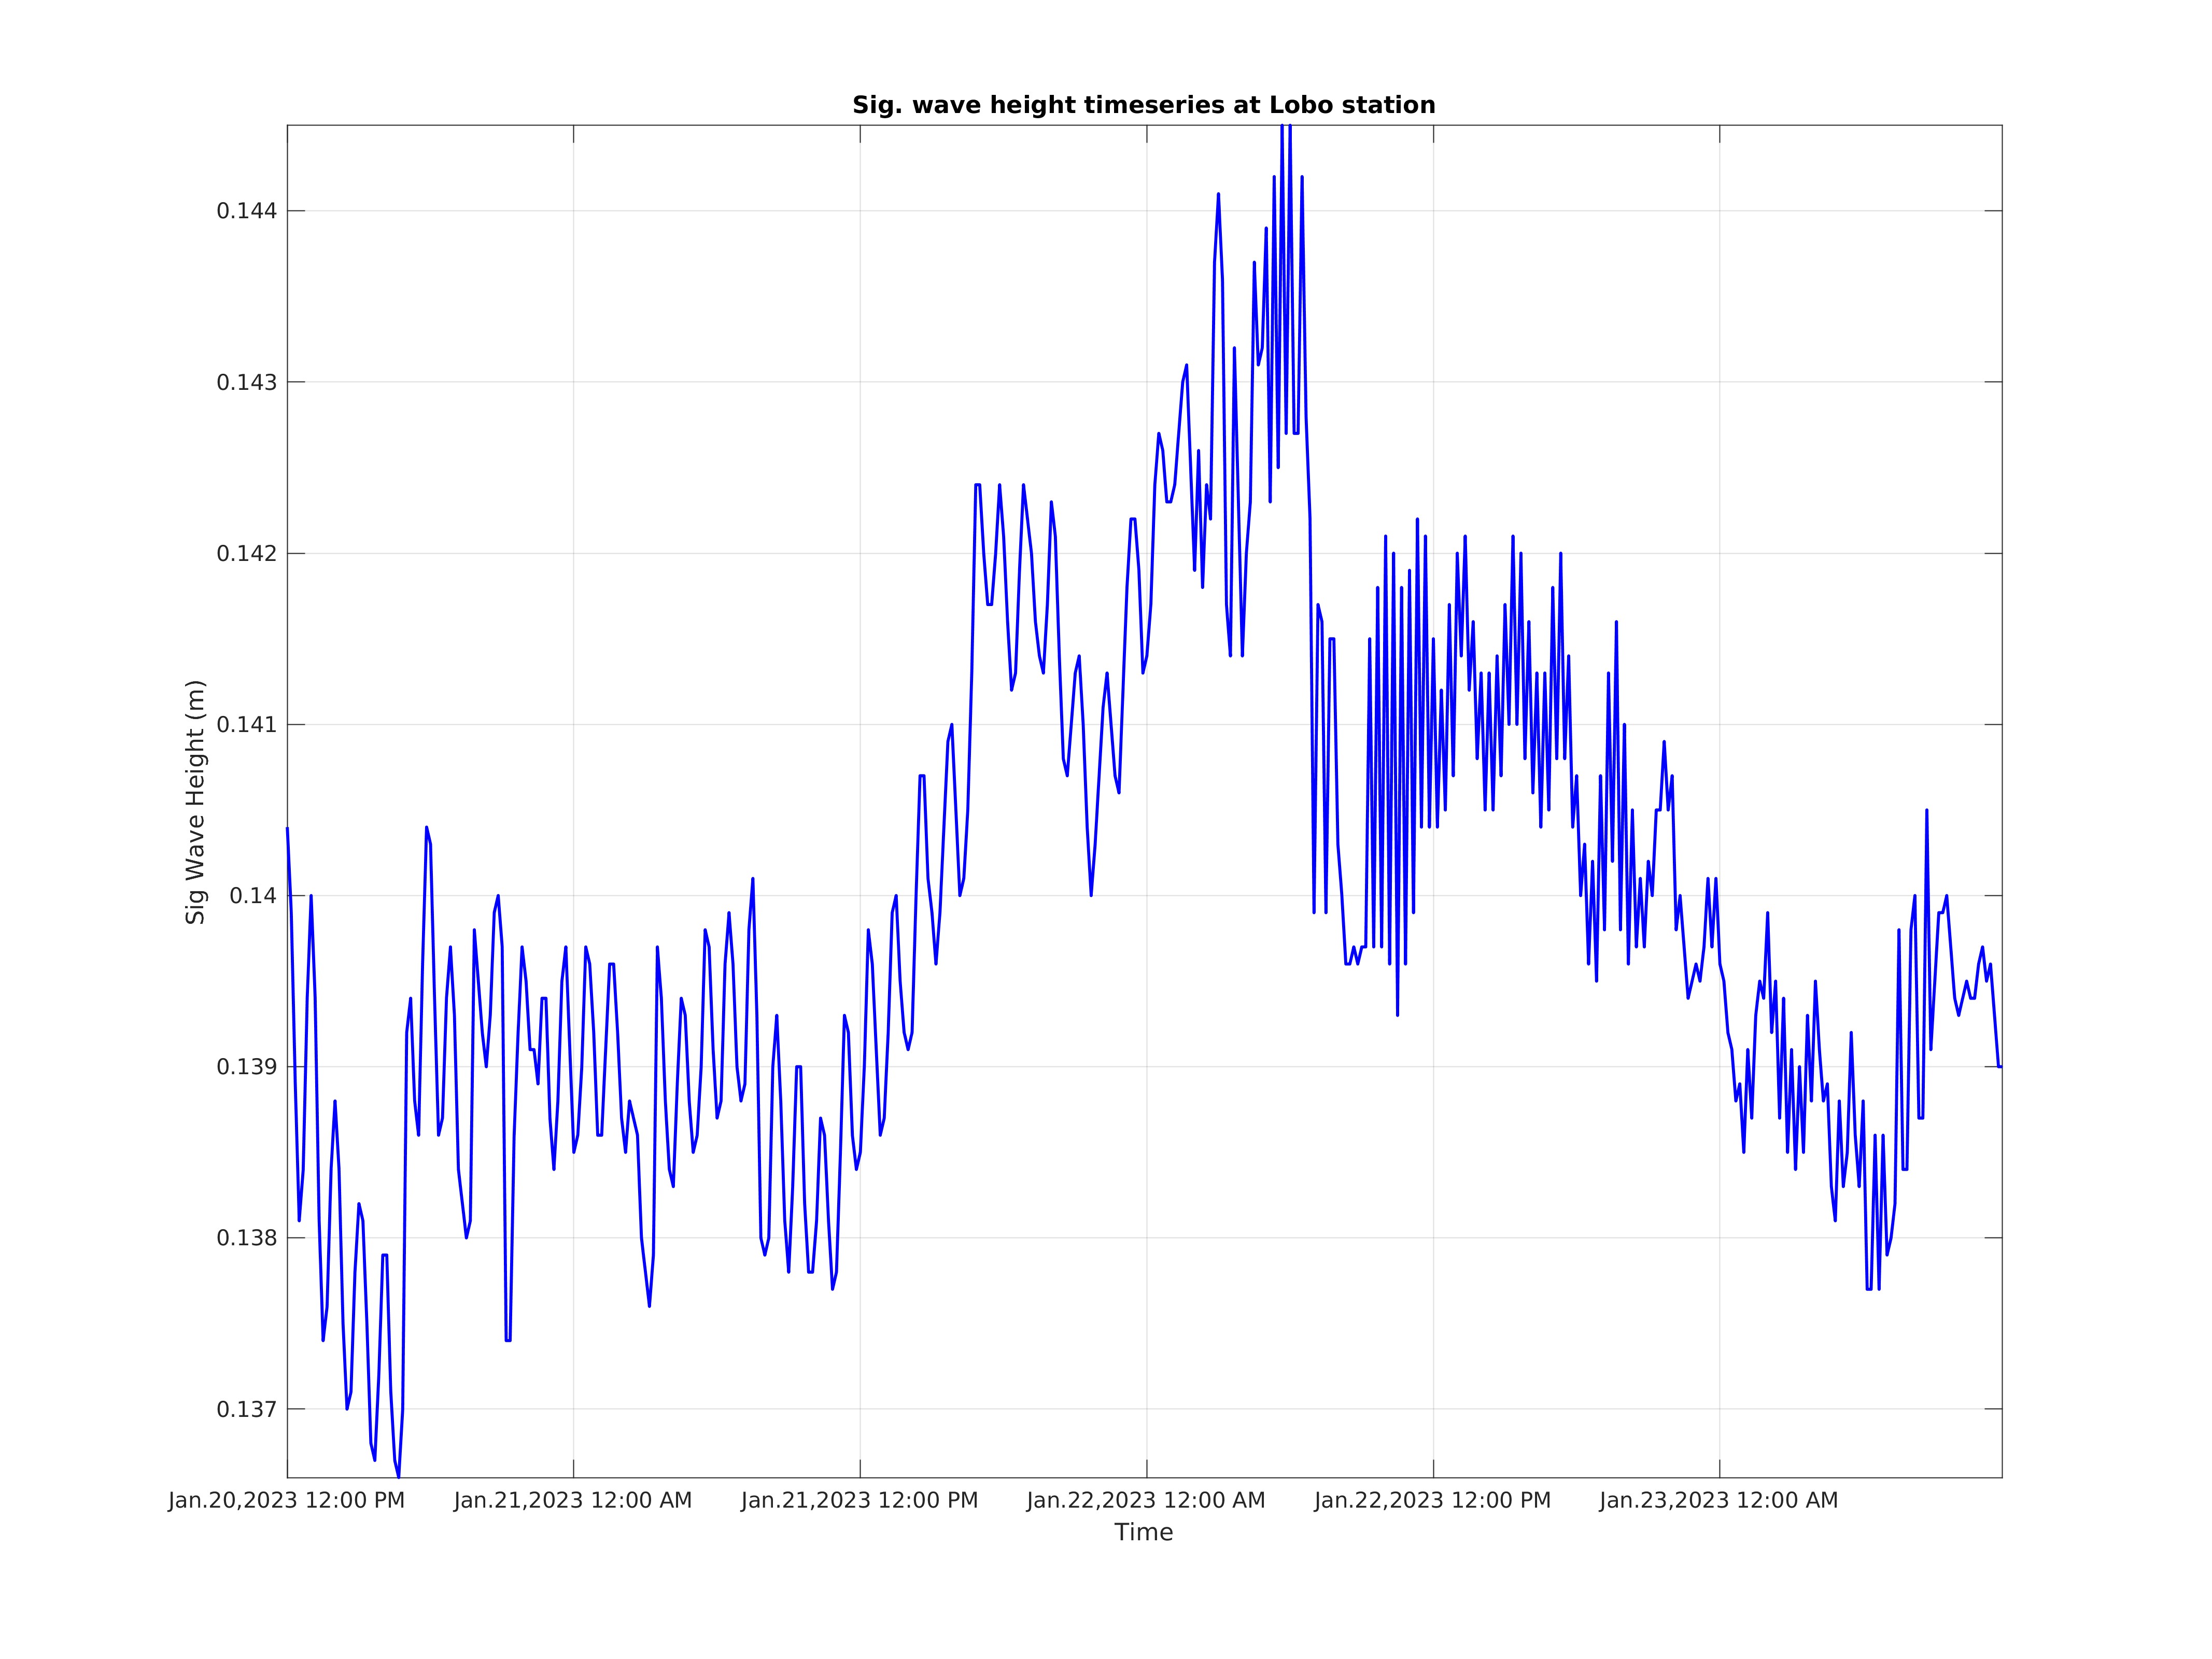 Sig. wave height timeseries at Lobo station
0.144
0.143
0.142
0.141
0.14
0.139
0.138
0.137
Sig Wave Height (m)
Jan.20,2023 12:00 PM Jan.21,2023 12:00 AM Jan.21,2023 12:00 PM Jan.22,2023 12:00 AM Jan.22,2023 12:00 PM Jan.23,2023 12:00 AM
Time